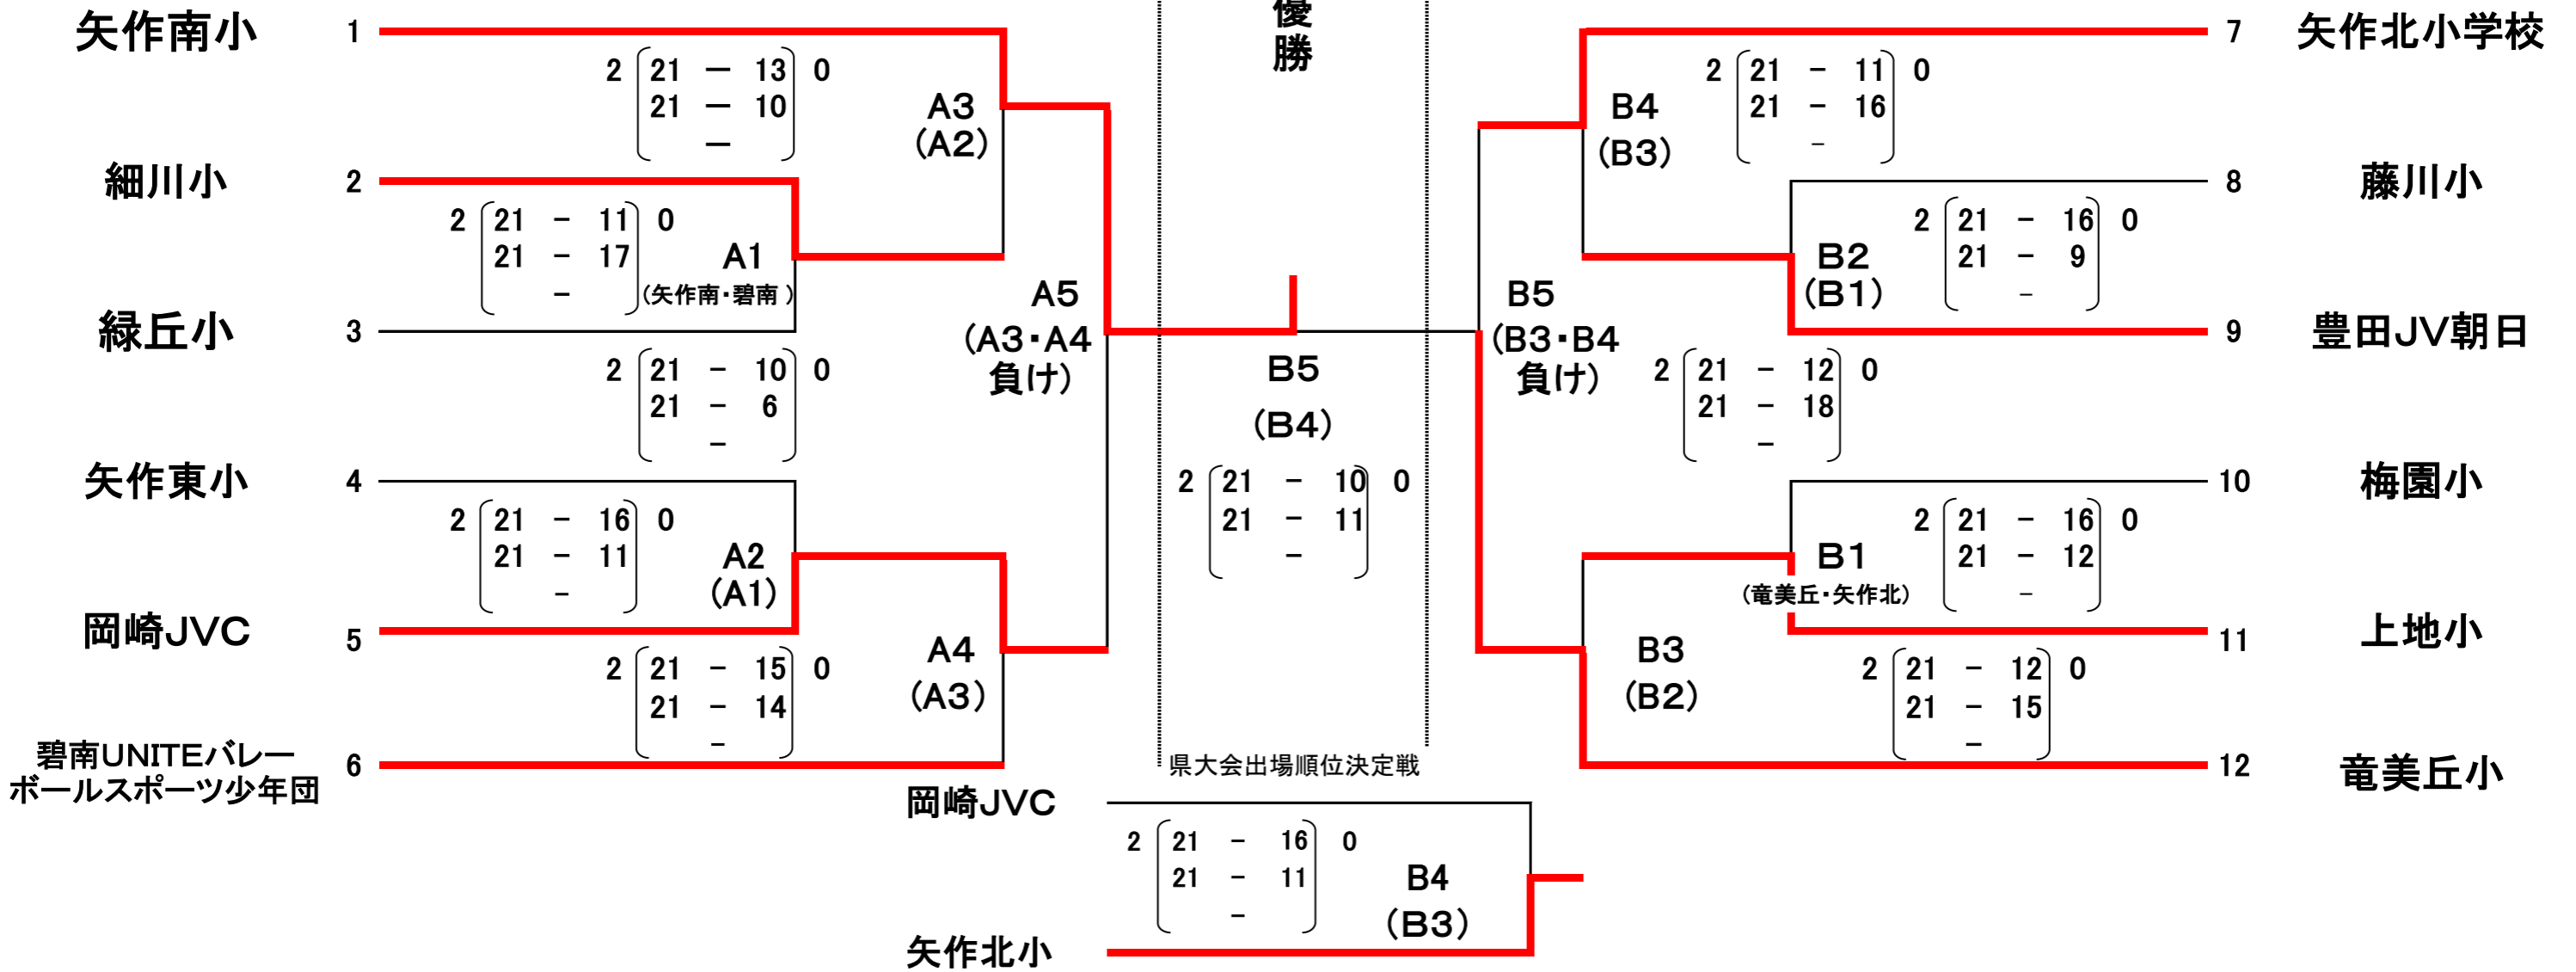 優
勝
矢作南小 1
2 21 － 13 0
21 － 10
－
A3
(A2)
細川小 2
2 21 － 11 0
21 － 17
－
A1
(矢作南・碧南)
緑丘小 3
2 21 － 10 0
21 － 6
－
A5
(A3・A4
負け)
矢作東小 4
2 21 － 16 0
21 － 11
－
A2
(A1)
岡崎JVC 5
2 21 － 15 0
21 － 14
－
A4
(A3)
碧南UNITEバレー
ボールスポーツ少年団 6
B5
(B4)
2 21 － 10 0
21 － 11
－
県大会出場順位決定戦
7 矢作北小学校
2 21 － 11 0
21 － 16
－
B4
(B3)
8 藤川小
2 21 － 16 0
21 － 9
－
B2
(B1)
9 豊田JV朝日
B5
(B3・B4
負け)
2 21 － 12 0
21 － 18
－
10 梅園小
2 21 － 16 0
21 － 12
－
B1
(竜美丘・矢作北)
11 上地小
B3
(B2)
2 21 － 12 0
21 － 15
－
12 竜美丘小
岡崎JVC
2 21 － 16 0
21 － 11
－
B4
(B3)
矢作北小